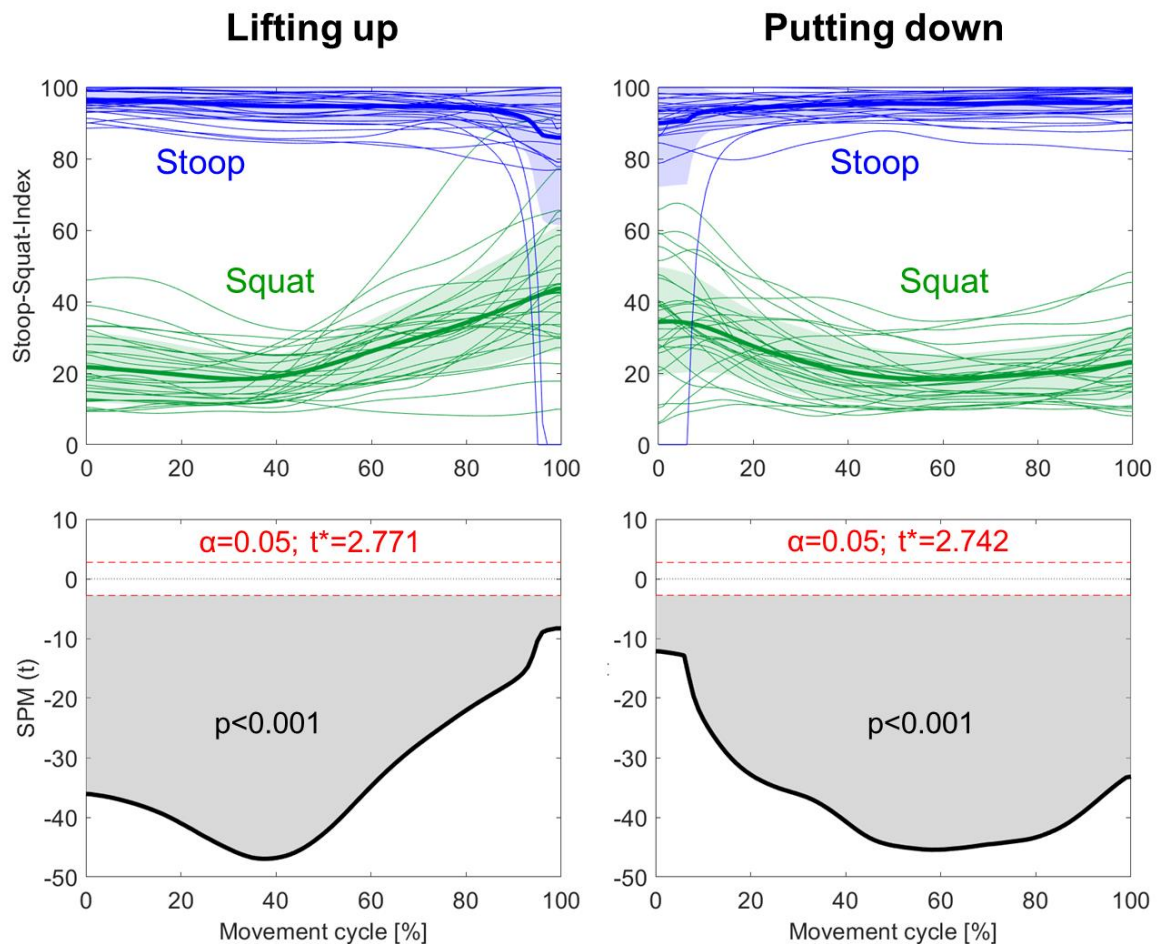 Lifting up
Putting down
Stoop-Squat-Index
100
80
60
40
20
0
Stoop
Squat
0 20 40 60 80 100
Stoop
Squat
100
80
60
40
20
0
0 20 40 60 80 100
SPM (t)
10
0
-10
-20
-30
-40
-50
α=0.05; t*=2.771
p<0.001
0 20 40 60 80 100
Movement cycle [%]
10
0
-10
-20
-30
-40
-50
α=0.05; t*=2.742
p<0.001
0 20 40 60 80 100
Movement cycle [%]